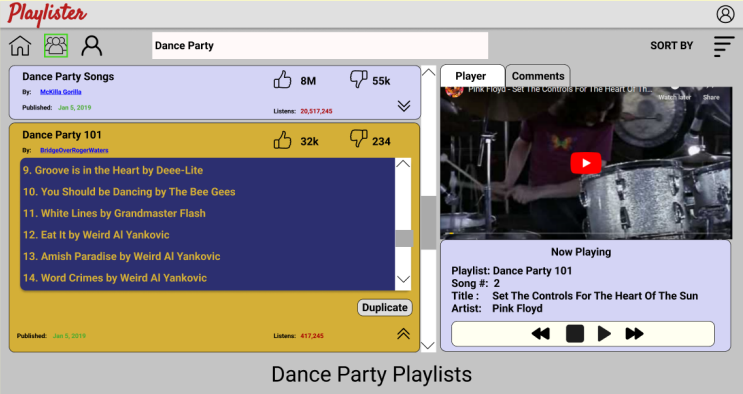 Playlister
Dance Party
SORT BY
Dance Party Songs
8M
55k
By: McKilla Gorilla
Published: Jan 5, 2019
Listens: 20,517,245
Dance Party 101
32k
234
By: BridgeOverRogerWaters
9. Groove is in the Heart by Deee-Lite
10. You Should be Dancing by The Bee Gees
11. White Lines by Grandmaster Flash
12. Eat It by Weird Al Yankovic
13. Amish Paradise by Weird Al Yankovic
14. Word Crimes by Weird Al Yankovic
Duplicate
Published: Jan 5, 2019
Listens: 417,245
Player
Comments
Pink Floyd - Set The Controls For The Heart Of Th...
Watch later
Share
Now Playing
Playlist: Dance Party 101
Song #: 2
Title : Set The Controls For The Heart Of The Sun
Artist: Pink Floyd
Dance Party Playlists